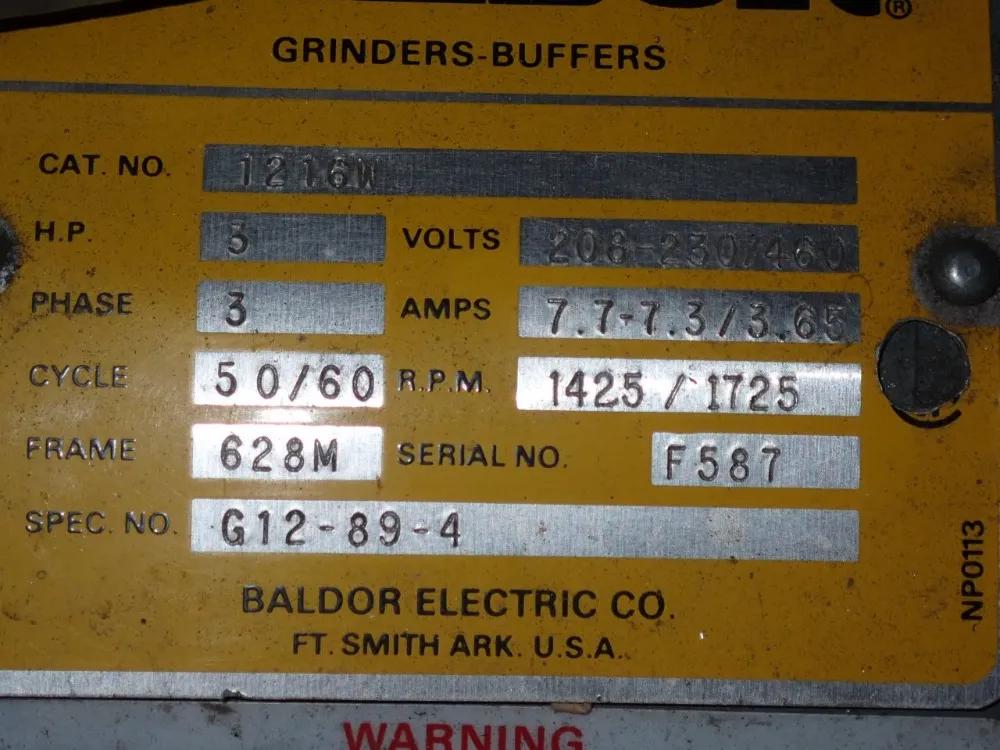 ®
GRINDERS-BUFFERS
CAT. NO. 1216W
H.P. 3 VOLTS 208-230/460
PHASE 3 AMPS 7.7-7.3/3.65
CYCLE 50/60 R.P.M. 1425/1725
FRAME 628M SERIAL NO. F587
SPEC. NO. G12-89-4
BALDOR ELECTRIC CO.
FT. SMITH ARK. U.S.A.
NP0113
WARNING